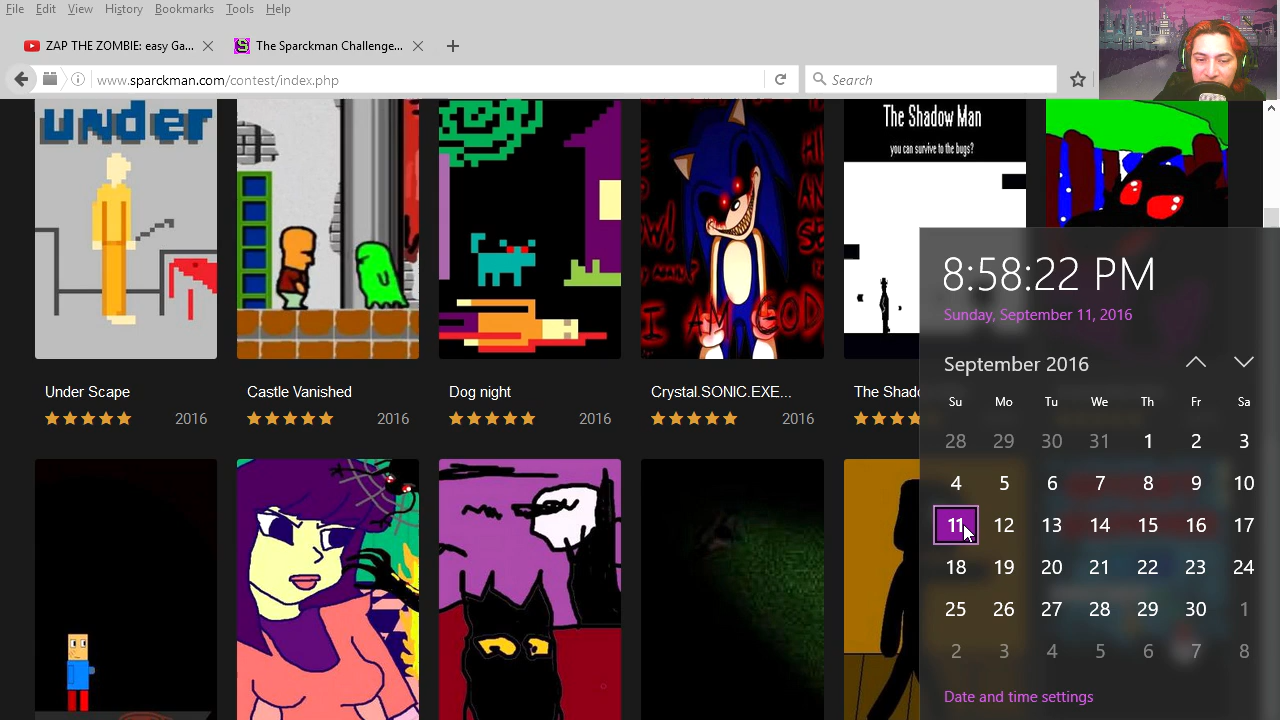 File Edit View History Bookmarks Tools Help
ZAP THE ZOMBIE: easy Ga...
The Sparckman Challenge...
www.sparckman.com/contest/index.php
Search
under
The Shadow Man
you can survive to the bugs?
I AM GOD
Under Scape
2016
Castle Vanished
2016
Dog night
2016
Crystal.SONIC.EXE...
2016
The Shado
8:58:22 PM
Sunday, September 11, 2016
September 2016
Su Mo Tu We Th Fr Sa
28 29 30 31 1 2 3
4 5 6 7 8 9 10
11 12 13 14 15 16 17
18 19 20 21 22 23 24
25 26 27 28 29 30 1
2 3 4 5 6 7 8
Date and time settings